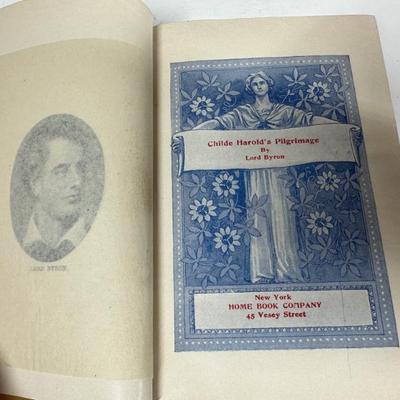 LORD BYRON.
Childe Harold's Pilgrimage
By
Lord Byron
New York
HOME BOOK COMPANY
45 Vesey Street